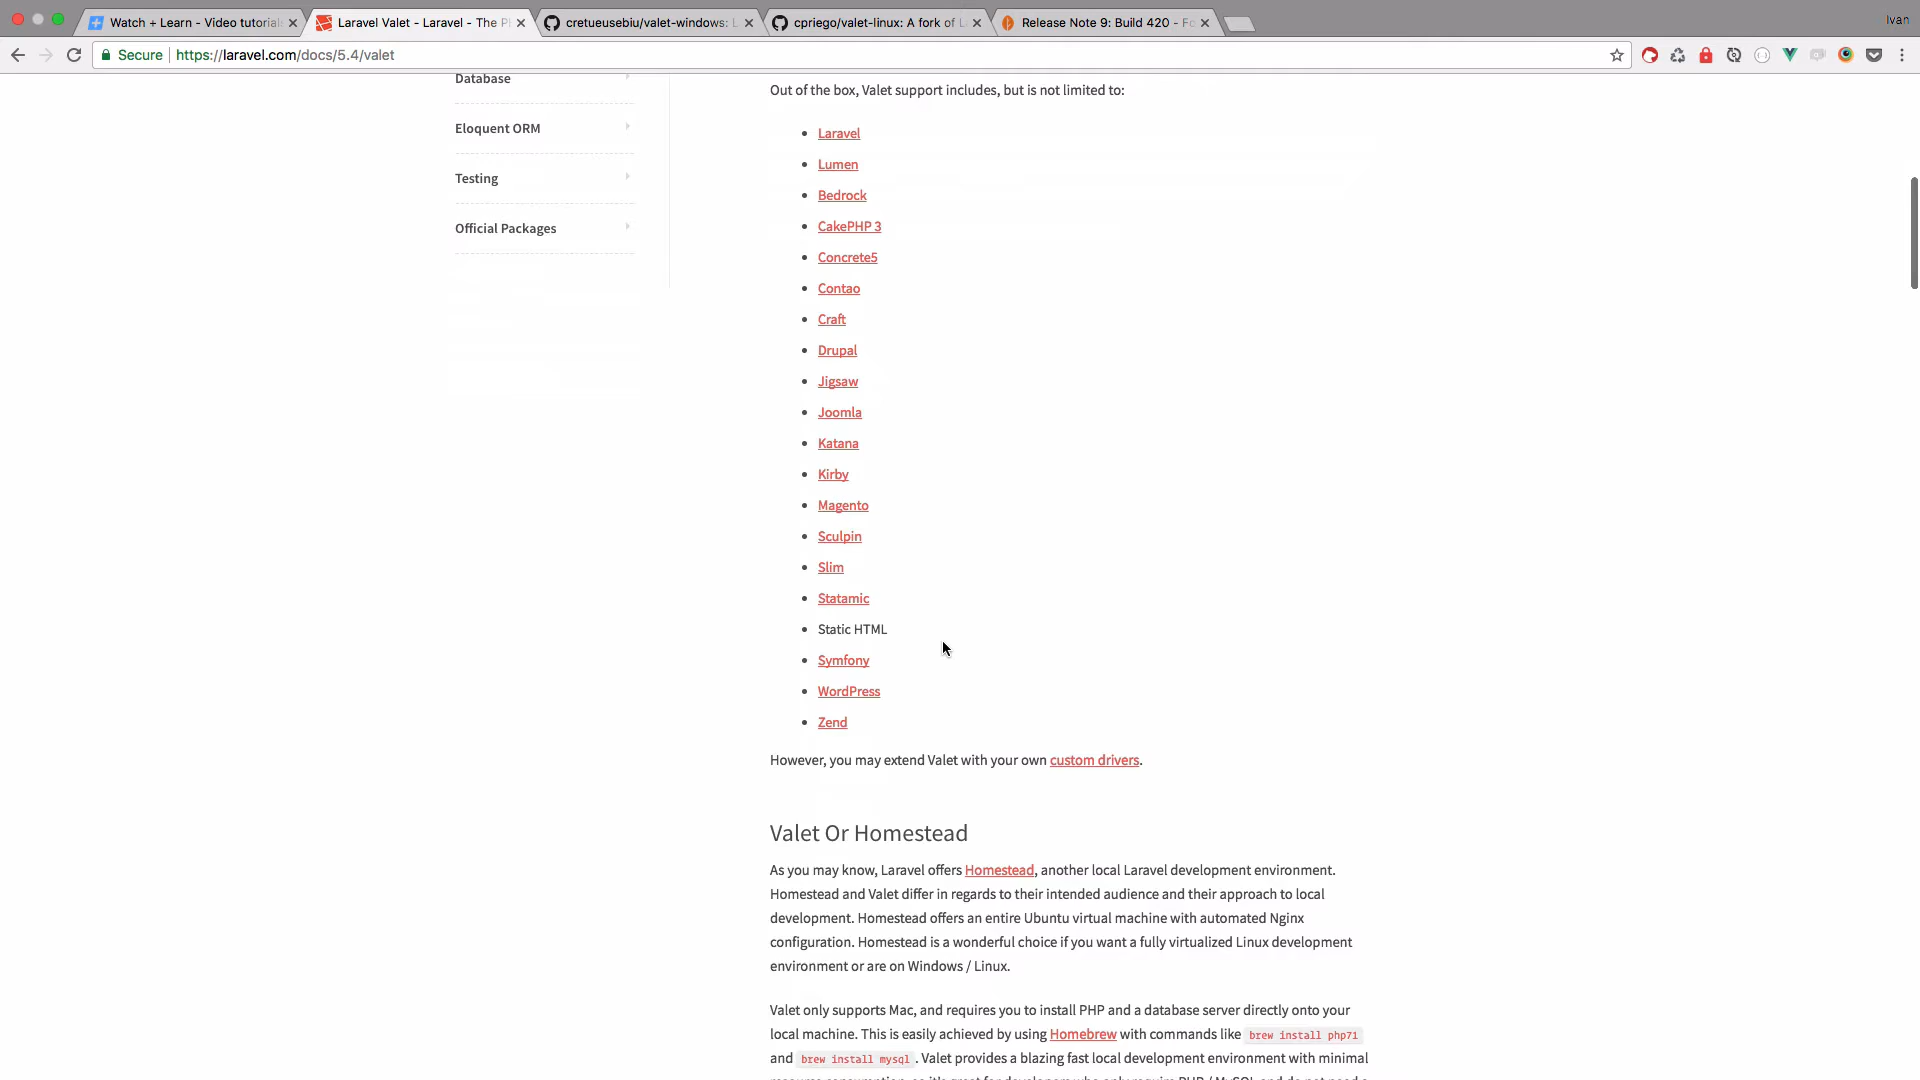 Watch + Learn - Video tutorial
Laravel Valet - Laravel - The P
cretueusebiu/valet-windows: L
cpriego/valet-linux: A fork of L
Release Note 9: Build 420 - Fo
Ivan
Secure
https://laravel.com/docs/5.4/valet
Database
Eloquent ORM
Testing
Official Packages
Out of the box, Valet support includes, but is not limited to:
Laravel
Lumen
Bedrock
CakePHP 3
Concrete5
Contao
Craft
Drupal
Jigsaw
Joomla
Katana
Kirby
Magento
Sculpin
Slim
Statamic
Static HTML
Symfony
WordPress
Zend
However, you may extend Valet with your own custom drivers.
Valet Or Homestead
As you may know, Laravel offers Homestead, another local Laravel development environment.
Homestead and Valet differ in regards to their intended audience and their approach to local
development. Homestead offers an entire Ubuntu virtual machine with automated Nginx
configuration. Homestead is a wonderful choice if you want a fully virtualized Linux development
environment or are on Windows / Linux.
Valet only supports Mac, and requires you to install PHP and a database server directly onto your
local machine. This is easily achieved by using Homebrew with commands like brew install php71
and brew install mysql . Valet provides a blazing fast local development environment with minimal